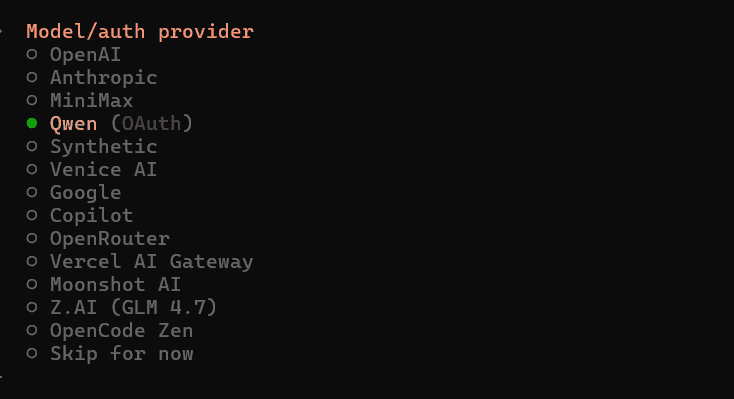 Model/auth provider
OpenAI
Anthropic
MiniMax
Qwen (OAuth)
Synthetic
Venice AI
Google
Copilot
OpenRouter
Vercel AI Gateway
Moonshot AI
Z.AI (GLM 4.7)
OpenCode Zen
Skip for now